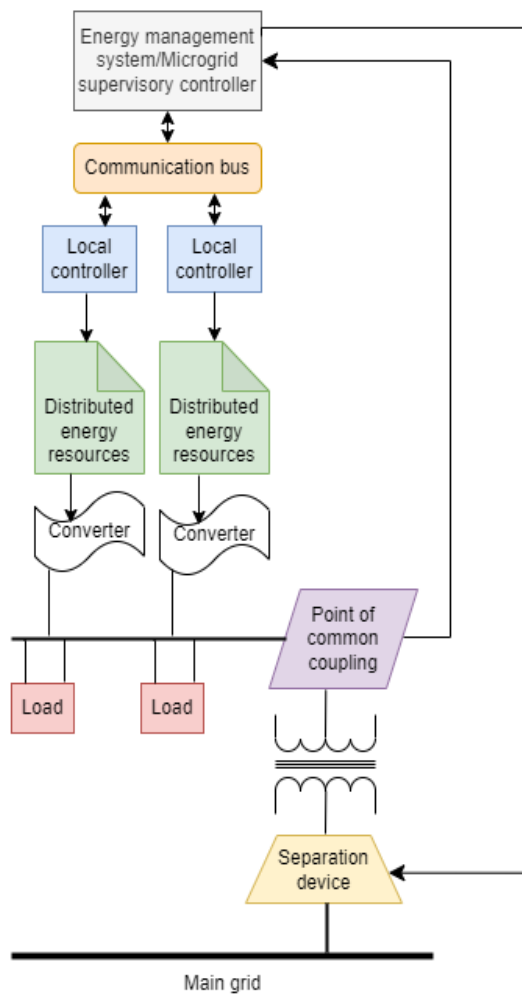 Energy management
system/Microgrid
supervisory controller
Communication bus
Local
controller
Local
controller
Distributed
energy
resources
Distributed
energy
resources
Converter
Converter
Point of
common
coupling
Load
Load
Separation
device
Main grid